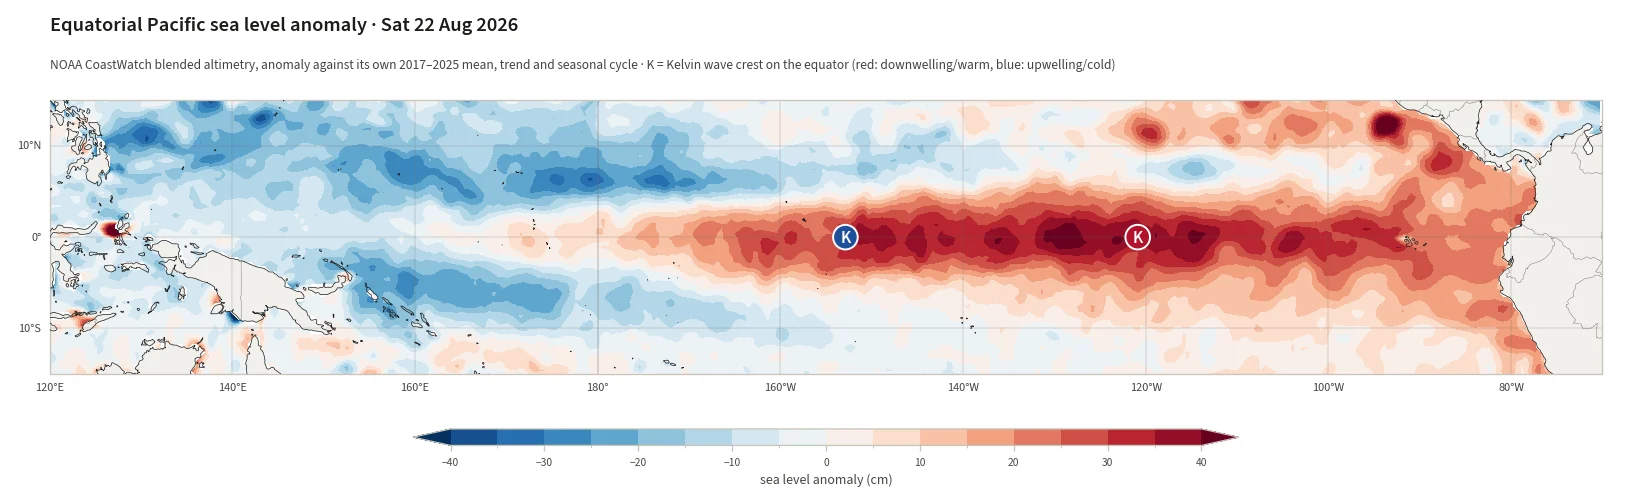 Equatorial Pacific sea level anomaly · Sat 22 Aug 2026
NOAA CoastWatch blended altimetry, anomaly against its own 2017–2025 mean, trend and seasonal cycle · K = Kelvin wave crest on the equator (red: downwelling/warm, blue: upwelling/cold)
10°N
0°
10°S
K K
120°E 140°E 160°E 180° 160°W 140°W 120°W 100°W 80°W
−40 −30 −20 −10 0 10 20 30 40
sea level anomaly (cm)